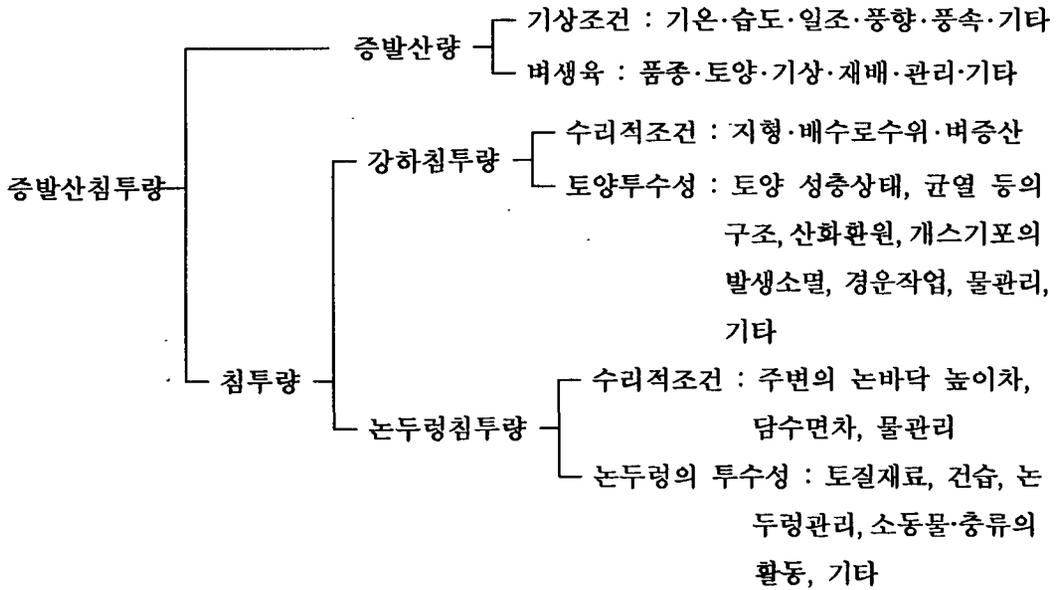 기상조건 : 기온·습도·일조·풍향·풍속·기타
증발산량
벼생육 : 품종·토양·기상·재배·관리·기타
수리적조건 : 지형·배수로수위·벼증산
강하침투량
증발산침투량
토양투수성 : 토양 성층상태, 균열 등의
구조, 산화환원, 개스기포의
발생소멸, 경운작업, 물관리,
기타
침투량
수리적조건 : 주변의 논바닥 높이차,
담수면차, 물관리
논두렁침투량
논두렁의 투수성 : 토질재료, 건습, 논
두렁관리, 소동물·충류의
활동, 기타